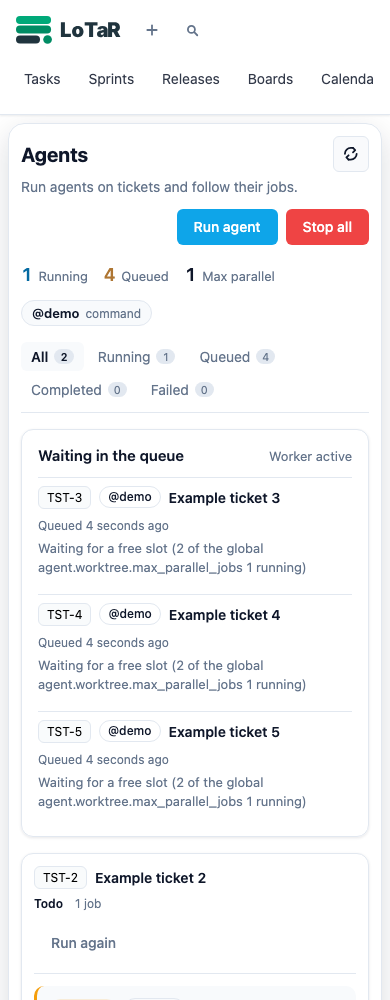 LoTaR
Tasks Sprints Releases Boards Calenda
Agents
Run agents on tickets and follow their jobs.
Run agent Stop all
1 Running 4 Queued 1 Max parallel
@demo command
All 2 Running 1 Queued 4
Completed 0 Failed 0
Waiting in the queue Worker active
TST-3 @demo Example ticket 3
Queued 4 seconds ago
Waiting for a free slot (2 of the global
agent.worktree.max_parallel_jobs 1 running)
TST-4 @demo Example ticket 4
Queued 4 seconds ago
Waiting for a free slot (2 of the global
agent.worktree.max_parallel_jobs 1 running)
TST-5 @demo Example ticket 5
Queued 4 seconds ago
Waiting for a free slot (2 of the global
agent.worktree.max_parallel_jobs 1 running)
TST-2 Example ticket 2
Todo 1 job
Run again